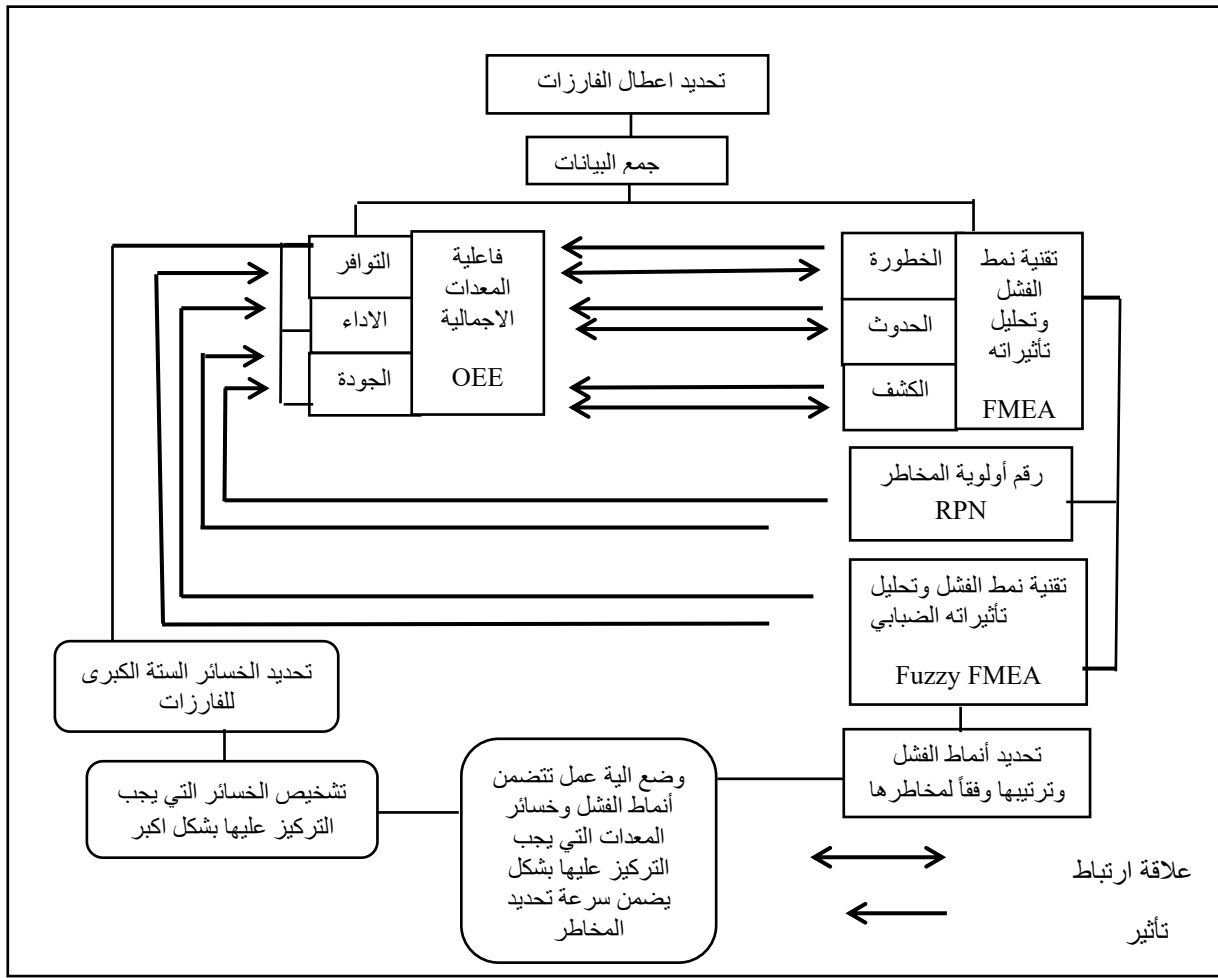 تحديد اعطال الفارزات
جمع البيانات
تقنية نمط
الفشل
وتحليل
تأثيراته
FMEA
الخطورة
الحدوث
الكشف
فاعلية
المعدات
الاجمالية
OEE
التوافر
الاداء
الجودة
رقم أولوية المخاطر
RPN
تقنية نمط الفشل وتحليل
تأثيراته الضبابي
Fuzzy FMEA
تحديد أنماط الفشل
وترتيبها وفقاً لمخاطرها
وضع الية عمل تتضمن
أنماط الفشل وخسائر
المعدات التي يجب
التركيز عليها بشكل
يضمن سرعة تحديد
المخاطر
تحديد الخسائر الستة الكبرى
للفارزات
تشخيص الخسائر التي يجب
التركيز عليها بشكل اكبر
علاقة ارتباط
تأثير